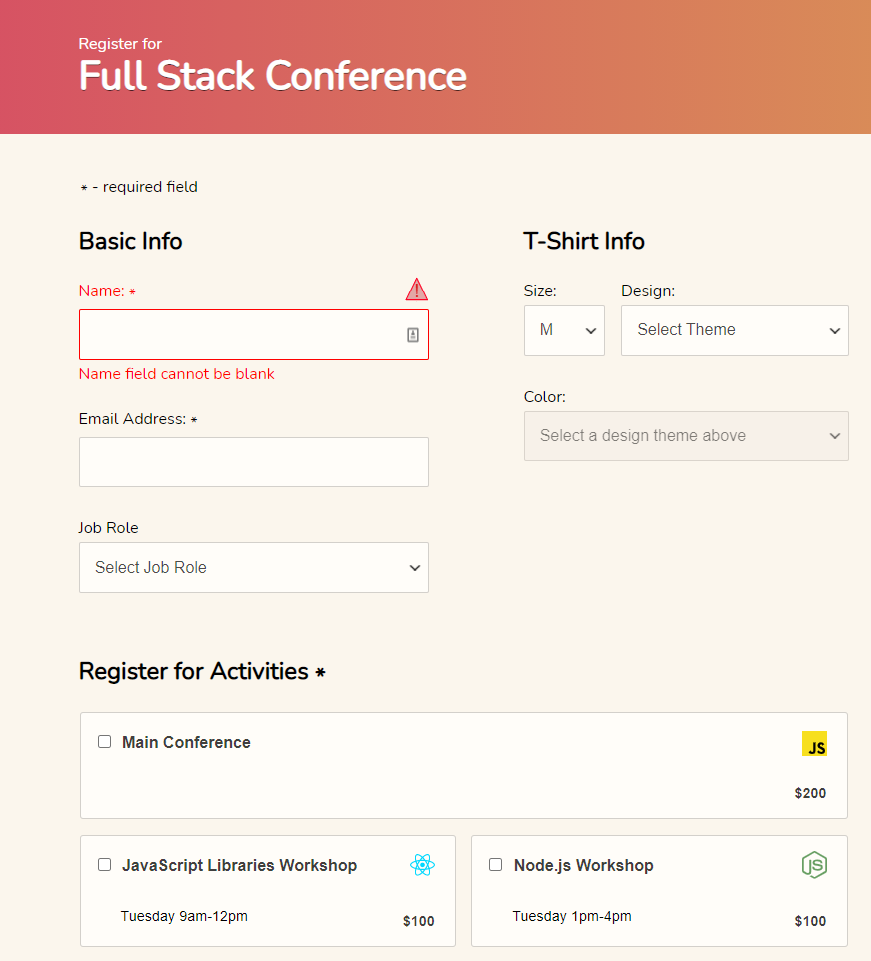 Register for
Full Stack Conference
* - required field
Basic Info
Name: *
Name field cannot be blank
Email Address: *
Job Role
Select Job Role
T-Shirt Info
Size:
M
Design:
Select Theme
Color:
Select a design theme above
Register for Activities *
Main Conference
JS
$200
JavaScript Libraries Workshop
Tuesday 9am-12pm
$100
Node.js Workshop
JS
Tuesday 1pm-4pm
$100